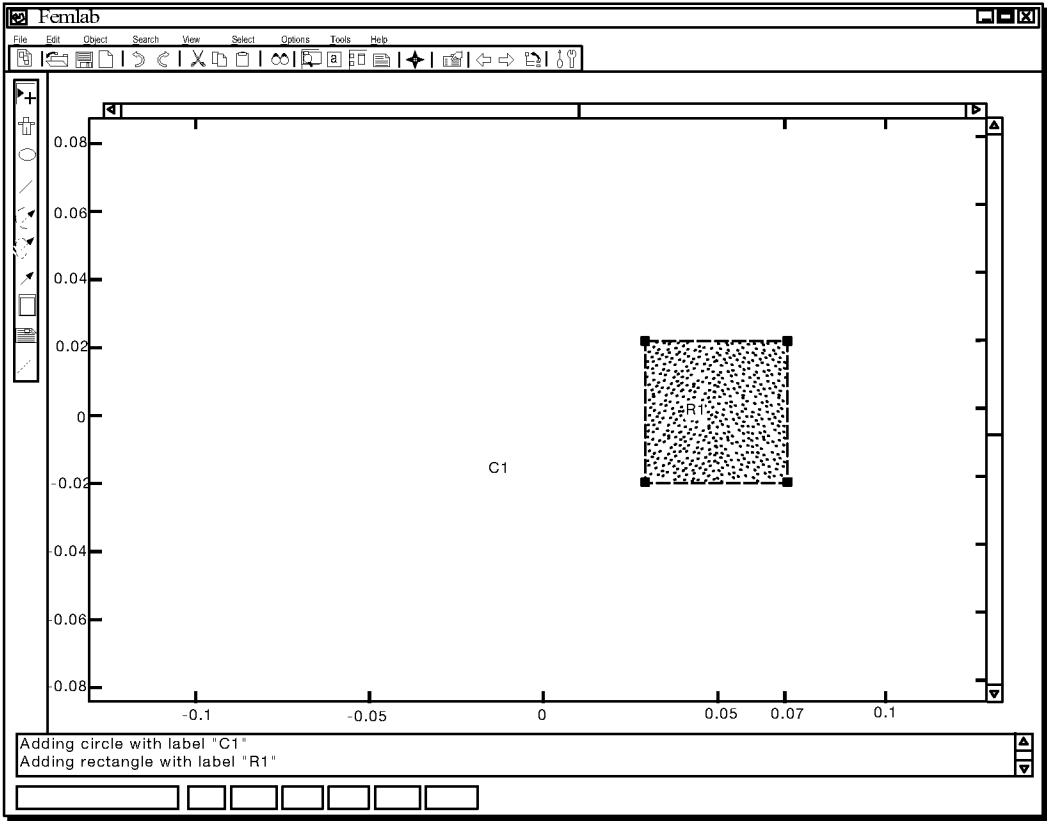 Femlab
File Edit Object Search View Select Options Tools Help
a
0.08
0.06
0.04
0.02
0
-0.02
-0.04
-0.06
-0.08
R1
C1
-0.1 -0.05 0 0.05 0.07 0.1
Adding circle with label "C1"
Adding rectangle with label "R1"